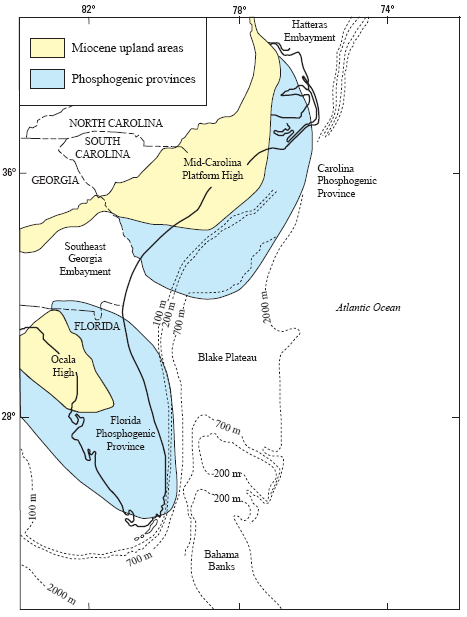 82°
78°
74°
Hatteras
Embayment
Miocene upland areas
Phosphogenic provinces
NORTH CAROLINA
SOUTH
CAROLINA
Mid-Carolina
Platform High
Carolina
Phosphogenic
Province
36°
GEORGIA
Southeast
Georgia
Embayment
100 m
200 m
700 m
2000 m
Atlantic Ocean
FLORIDA
Blake Plateau
Ocala
High
28°
Florida
Phosphogenic
Province
700 m
200 m
200 m
100 m
700 m
Bahama
Banks
2000 m